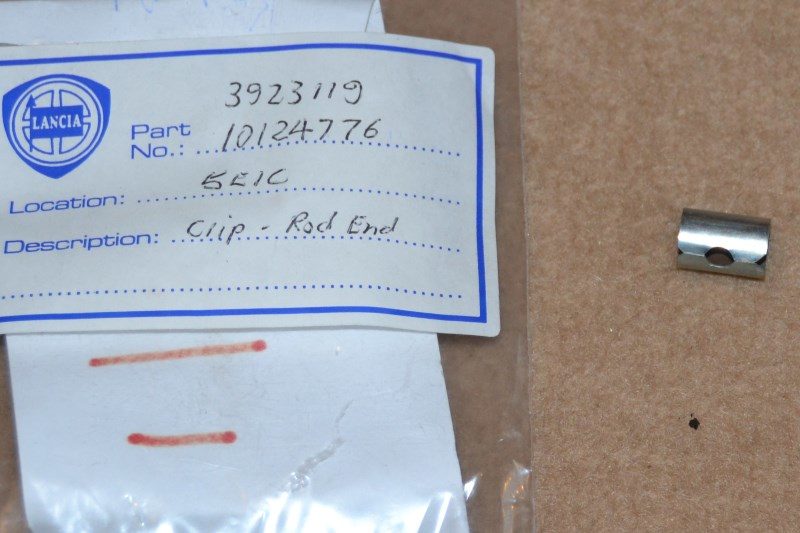 LANCIA
3923119
Part
No.: 10124776
Location: 5E1C
Description: Clip - Rod End